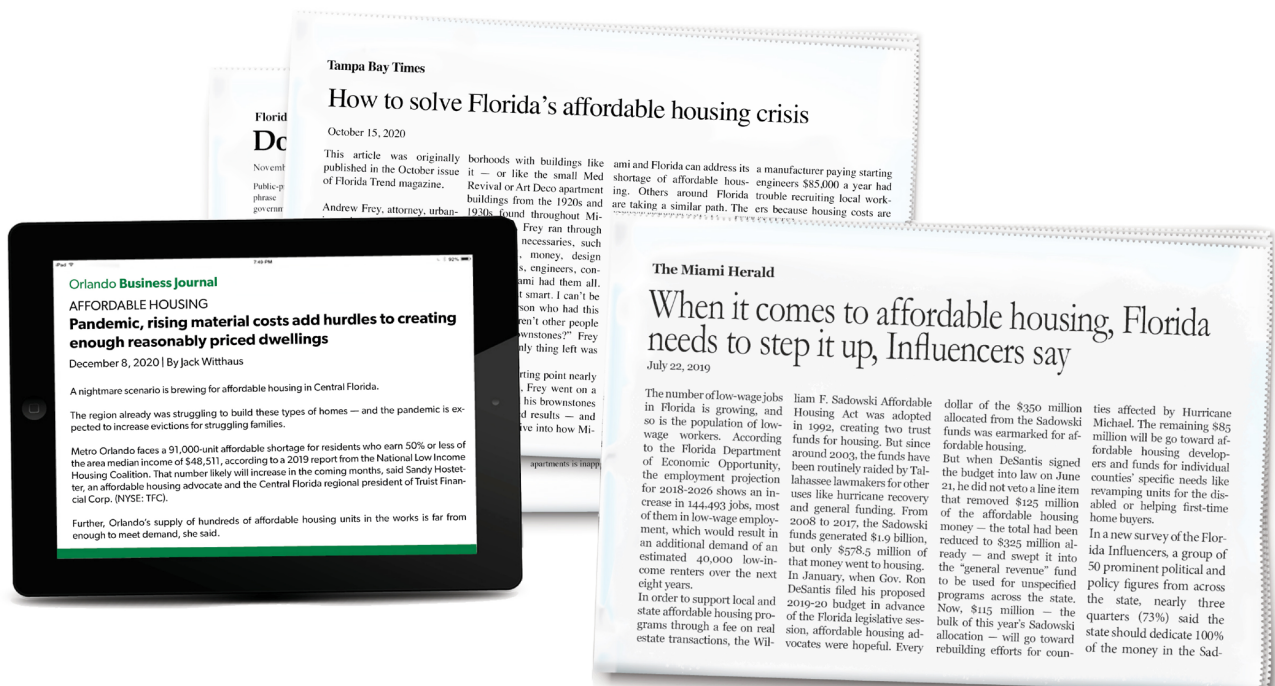 Tampa Bay Times
How to solve Florida's affordable housing crisis
October 15, 2020
This article was originally
published in the October issue
of Florida Trend magazine.
Andrew Frey, attorney, urban-
borhoods with buildings like
it — or like the small Med
Revival or Art Deco apartment
buildings from the 1920s and
1930s found throughout Mi-
Frey ran through
necessaries, such
, money, design
s, engineers, con-
ami had them all.
t smart. I can't be
rson who had this
ren't other people
wnstones?" Frey
nly thing left was
rting point nearly
, Frey went on a
his brownstones
d results — and
ive into how Mi-
ami and Florida can address its
shortage of affordable hous-
ing. Others around Florida
are taking a similar path. The
a manufacturer paying starting
engineers $85,000 a year had
trouble recruiting local work-
ers because housing costs are
Florid
Do
Novemb
Public-p
phrase
governm
apartments is inapp
iPad
7:49 PM
92%
Orlando Business Journal
AFFORDABLE HOUSING
Pandemic, rising material costs add hurdles to creating
enough reasonably priced dwellings
December 8, 2020 | By Jack Witthaus
A nightmare scenario is brewing for affordable housing in Central Florida.
The region already was struggling to build these types of homes — and the pandemic is ex-
pected to increase evictions for struggling families.
Metro Orlando faces a 91,000-unit affordable shortage for residents who earn 50% or less of
the area median income of $48,511, according to a 2019 report from the National Low Income
Housing Coalition. That number likely will increase in the coming months, said Sandy Hostet-
ter, an affordable housing advocate and the Central Florida regional president of Truist Finan-
cial Corp. (NYSE: TFC).
Further, Orlando's supply of hundreds of affordable housing units in the works is far from
enough to meet demand, she said.
The Miami Herald
When it comes to affordable housing, Florida
needs to step it up, Influencers say
July 22, 2019
The number of low-wage jobs
in Florida is growing, and
so is the population of low-
wage workers. According
to the Florida Department
of Economic Opportunity,
the employment projection
for 2018-2026 shows an in-
crease in 144,493 jobs, most
of them in low-wage employ-
ment, which would result in
an additional demand of an
estimated 40,000 low-in-
come renters over the next
eight years.
In order to support local and
state affordable housing pro-
grams through a fee on real
estate transactions, the Wil-
liam F. Sadowski Affordable
Housing Act was adopted
in 1992, creating two trust
funds for housing. But since
around 2003, the funds have
been routinely raided by Tal-
lahassee lawmakers for other
uses like hurricane recovery
and general funding. From
2008 to 2017, the Sadowski
funds generated $1.9 billion,
but only $578.5 million of
that money went to housing.
In January, when Gov. Ron
DeSantis filed his proposed
2019-20 budget in advance
of the Florida legislative ses-
sion, affordable housing ad-
vocates were hopeful. Every
dollar of the $350 million
allocated from the Sadowski
funds was earmarked for af-
fordable housing.
But when DeSantis signed
the budget into law on June
21, he did not veto a line item
that removed $125 million
of the affordable housing
money — the total had been
reduced to $325 million al-
ready — and swept it into
the "general revenue" fund
to be used for unspecified
programs across the state.
Now, $115 million — the
bulk of this year's Sadowski
allocation — will go toward
rebuilding efforts for coun-
ties affected by Hurricane
Michael. The remaining $85
million will be go toward af-
fordable housing develop-
ers and funds for individual
counties' specific needs like
revamping units for the dis-
abled or helping first-time
home buyers.
In a new survey of the Flor-
ida Influencers, a group of
50 prominent political and
policy figures from across
the state, nearly three
quarters (73%) said the
state should dedicate 100%
of the money in the Sad-